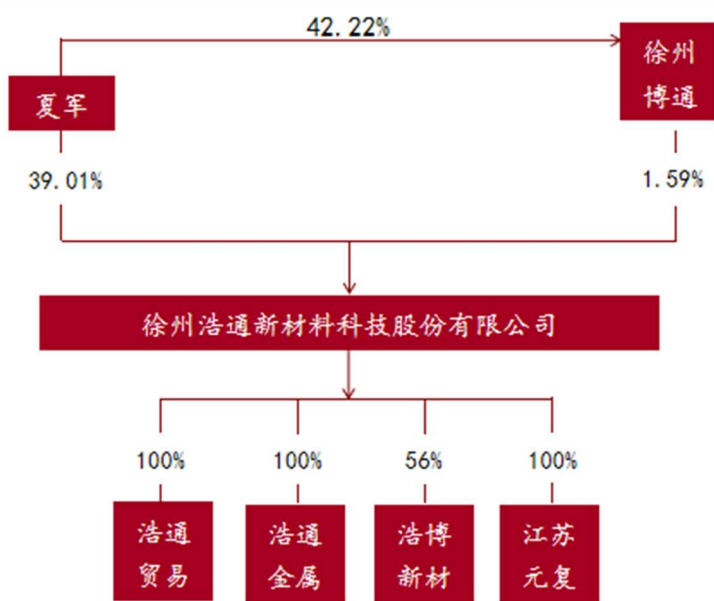 42.22%
夏军
徐州
博通
39.01%
1.59%
徐州浩通新材料科技股份有限公司
100%
100%
56%
100%
浩通
贸易
浩通
金属
浩博
新材
江苏
元复